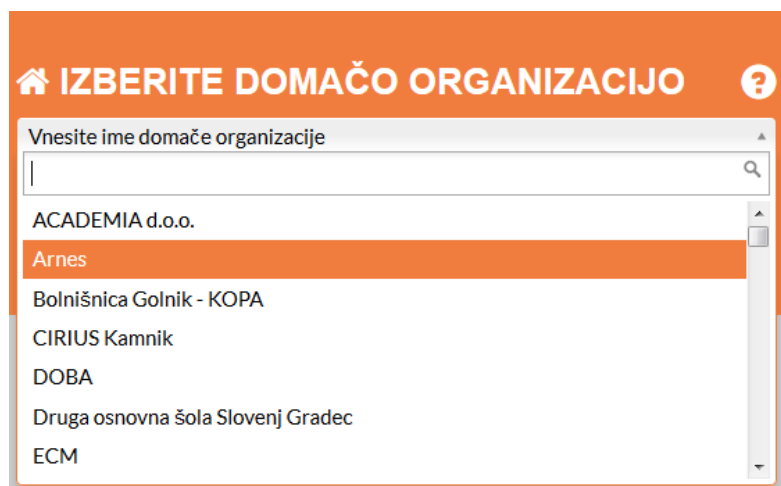 IZBERITE DOMAČO ORGANIZACIJO ?
Vnesite ime domače organizacije
ACADEMIA d.o.o.
Arnes
Bolnišnica Golnik - KOPA
CIRIUS Kamnik
DOBA
Druga osnovna šola Slovenj Gradec
ECM